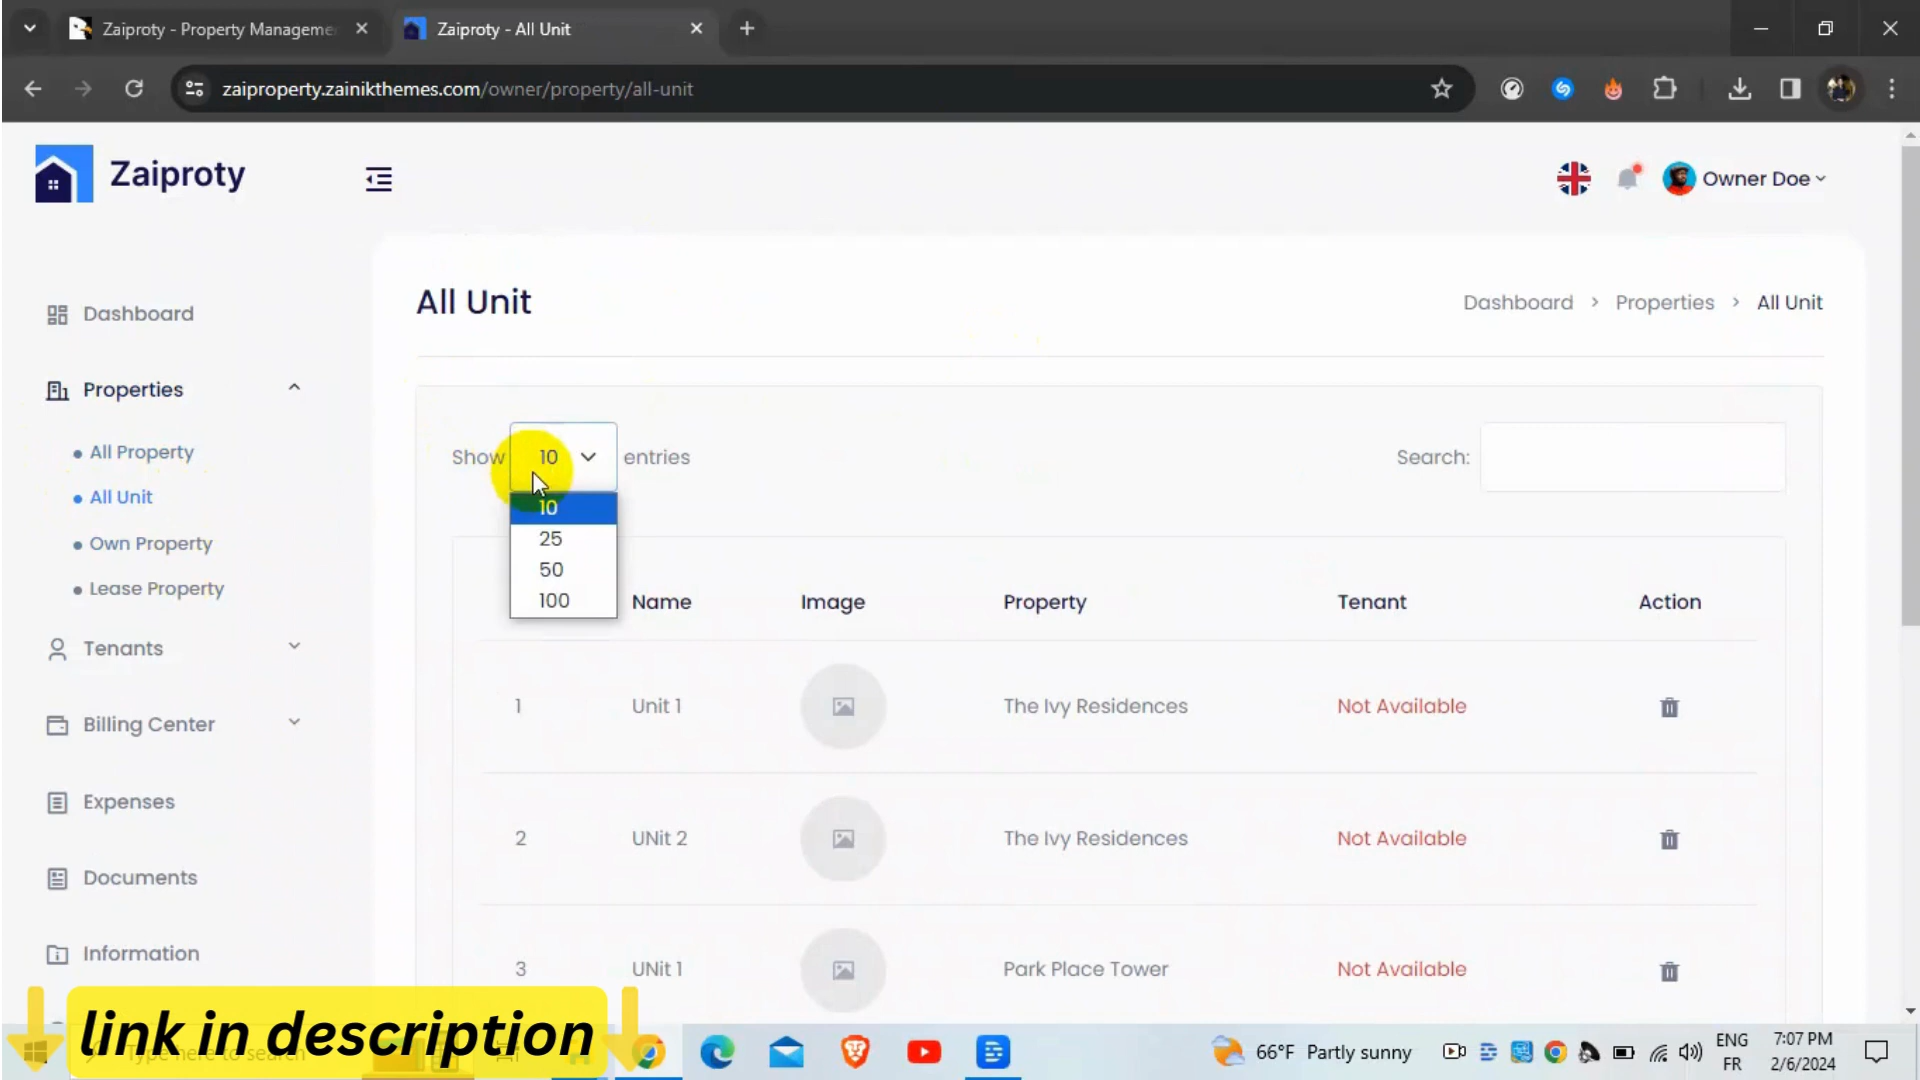 Zaiproty - Property Manageme
Zaiproty - All Unit
zaiproperty.zainikthemes.com/owner/property/all-unit
Zaiproty
Owner Doe
Dashboard
Properties
All Property
All Unit
Own Property
Lease Property
Tenants
Billing Center
Expenses
Documents
Information
All Unit
Dashboard > Properties > All Unit
Show 10 entries
Search:
10
25
50
100
Name Image Property Tenant Action
1 Unit 1 The Ivy Residences Not Available
2 UNit 2 The Ivy Residences Not Available
3 UNit 1 Park Place Tower Not Available
link in description
Type here to search
66°F Partly sunny
ENG
FR
7:07 PM
2/6/2024